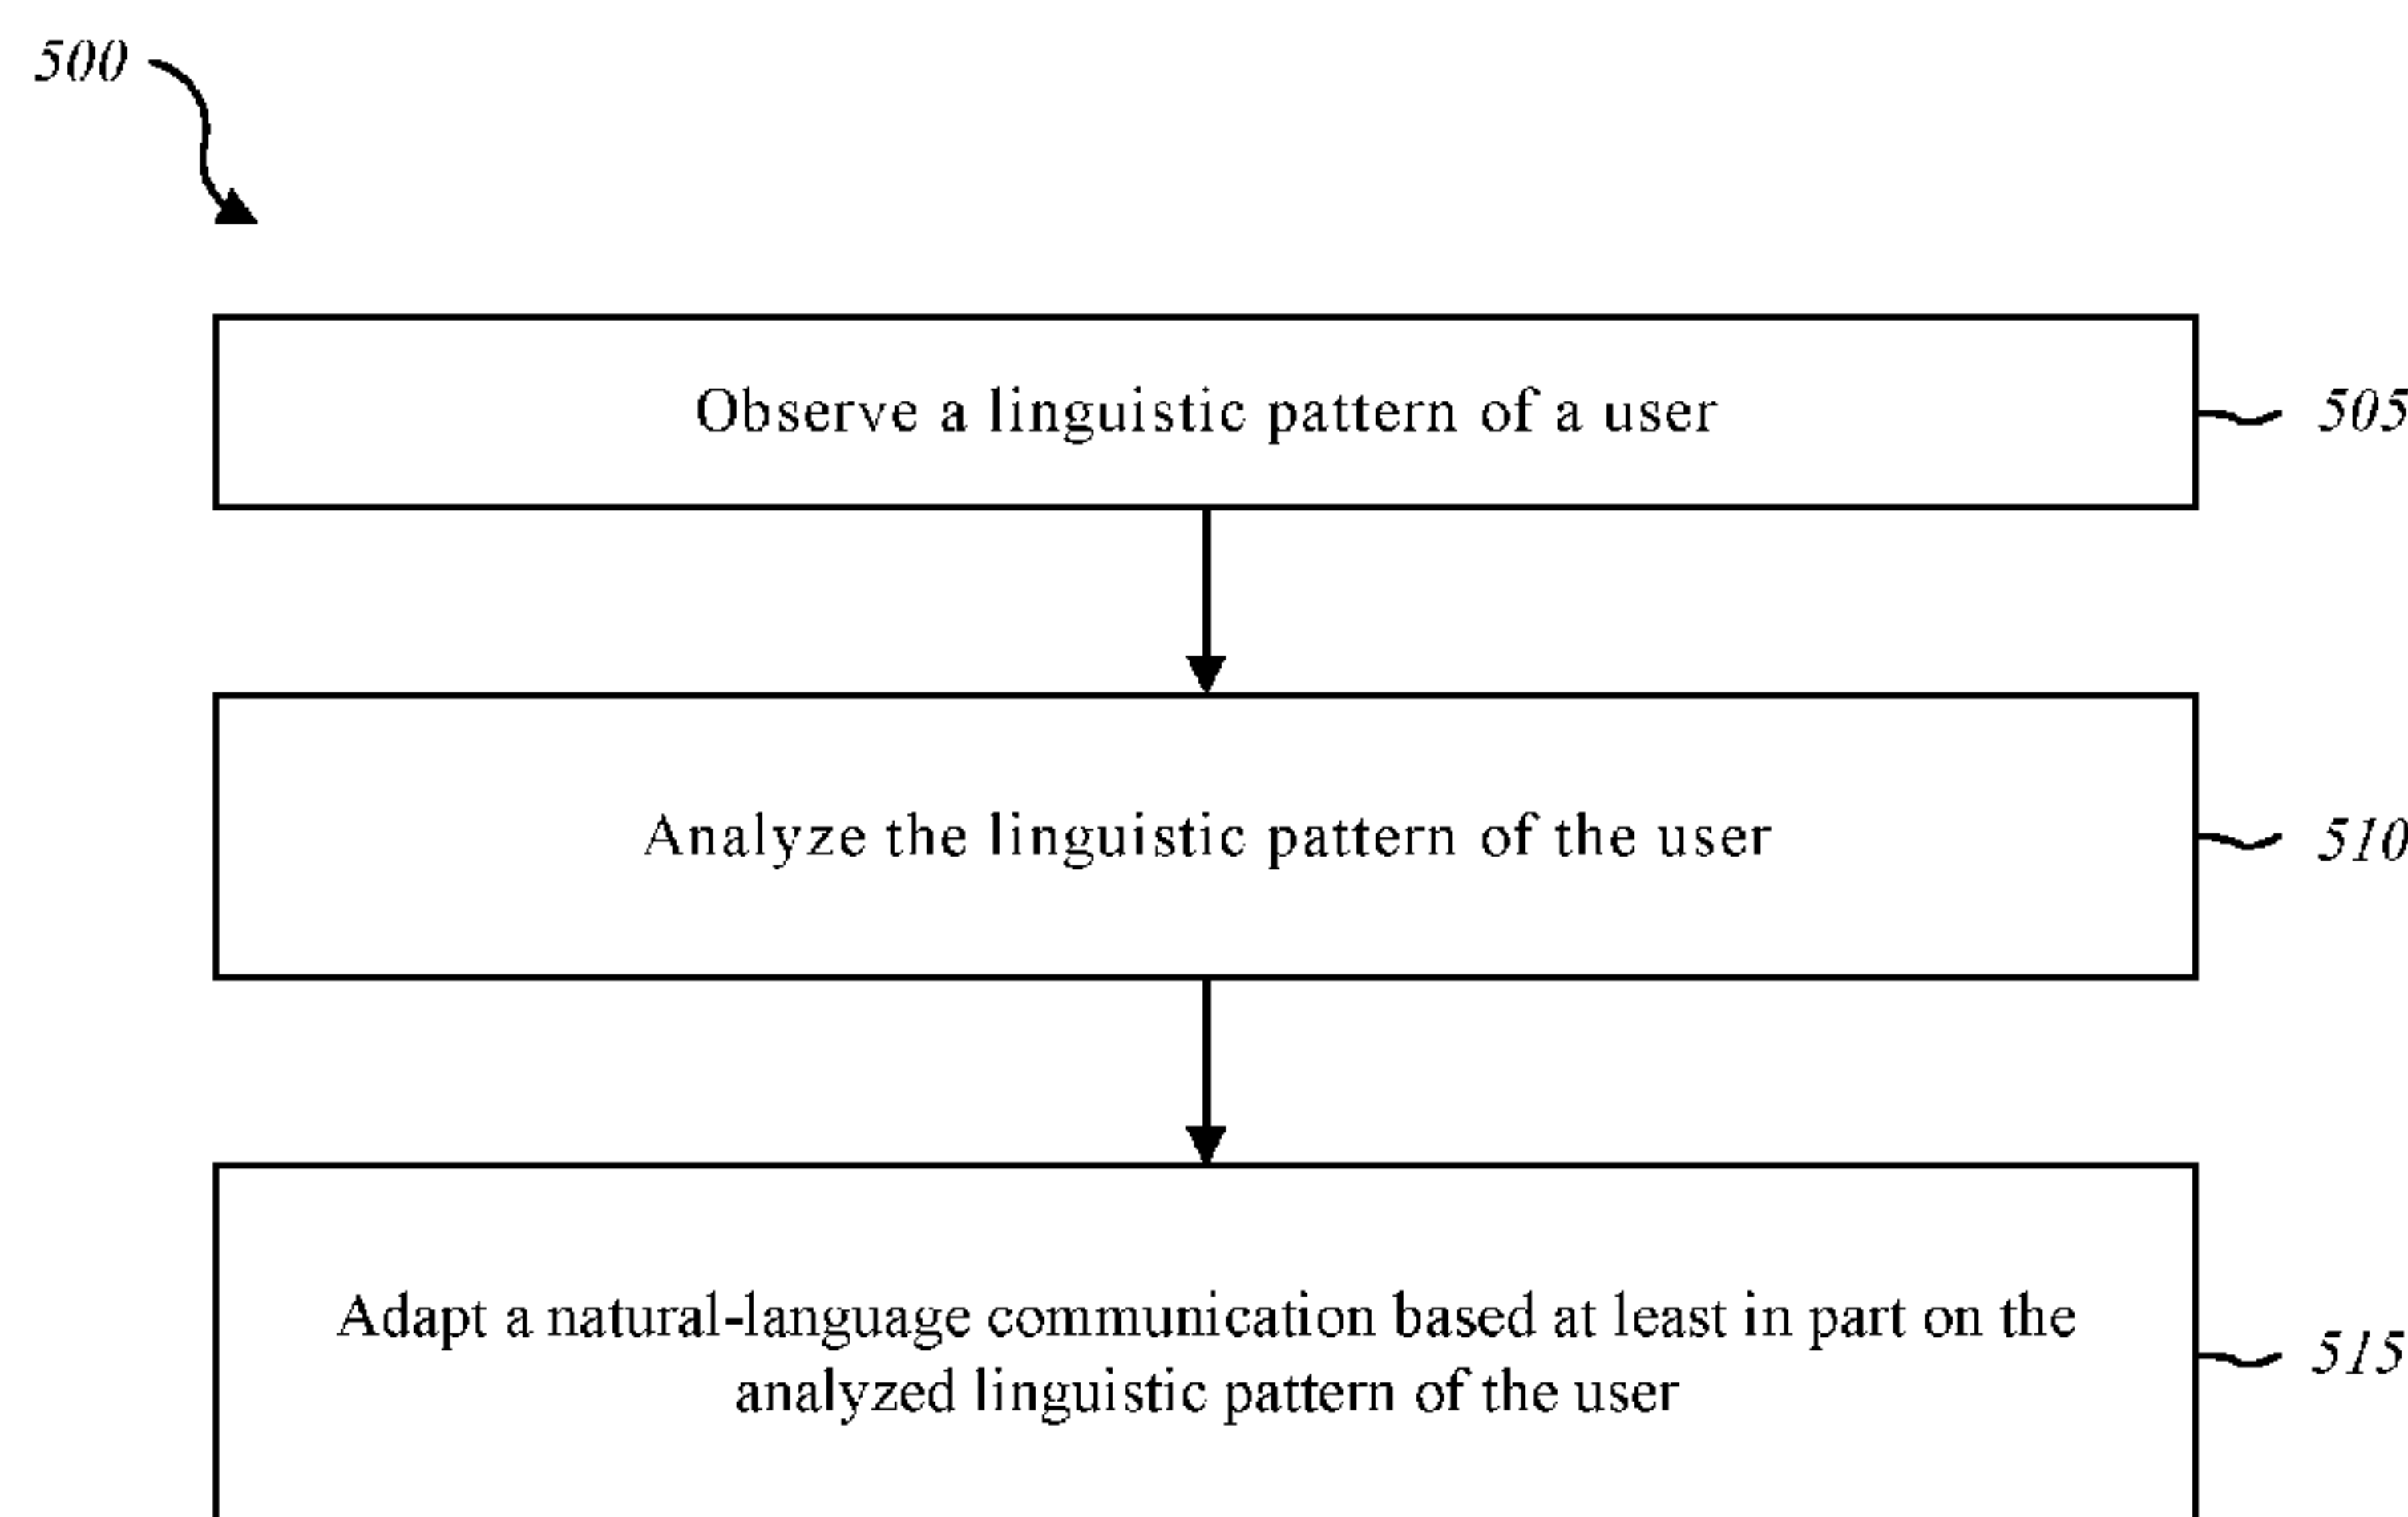 500
Observe a linguistic pattern of a user
505
Analyze the linguistic pattern of the user
510
Adapt a natural-language communication based at least in part on the
analyzed linguistic pattern of the user
515